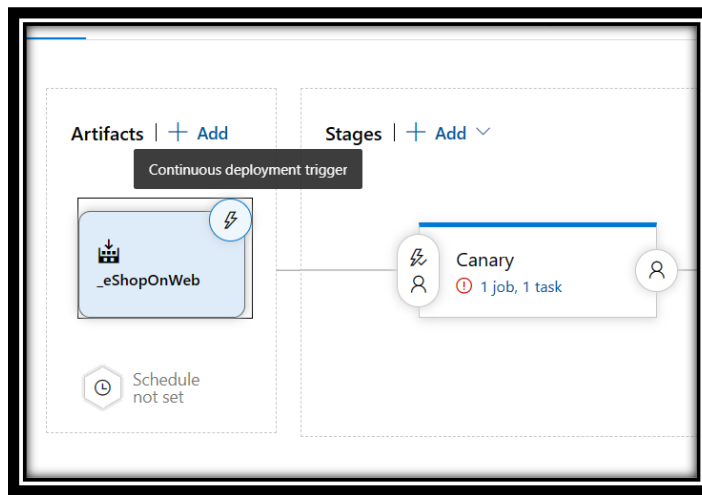 Artifacts | + Add
Stages | + Add
Continuous deployment trigger
_eShopOnWeb
Canary
1 job, 1 task
Schedule
not set